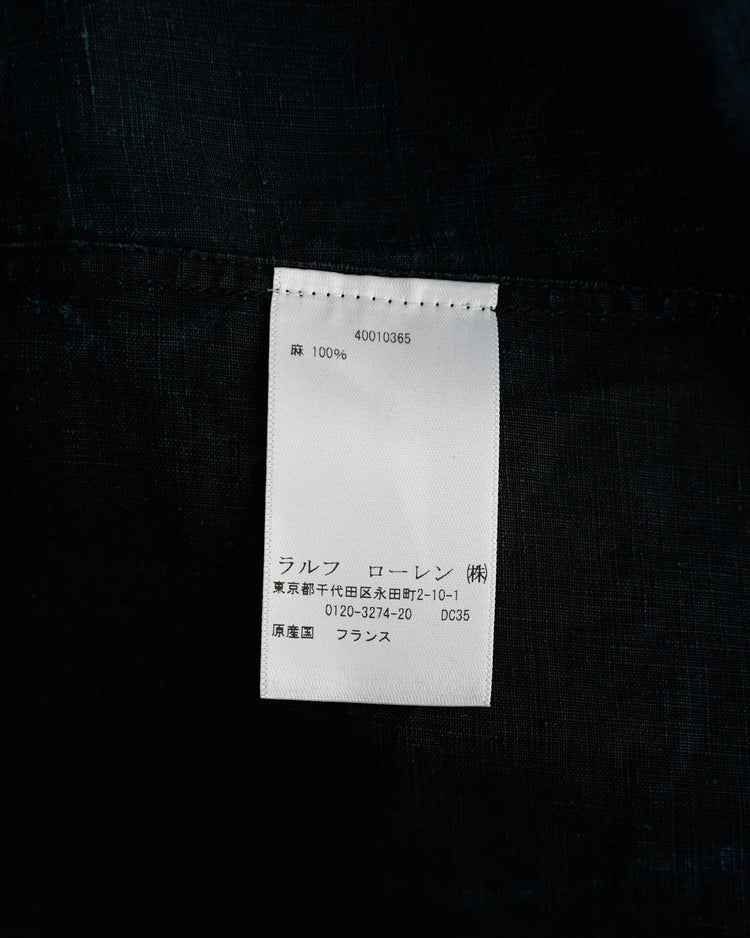 40010365
麻 100%
ラルフ　ローレン ㈱
東京都千代田区永田町2-10-1
0120-3274-20　DC35
原産国　フランス